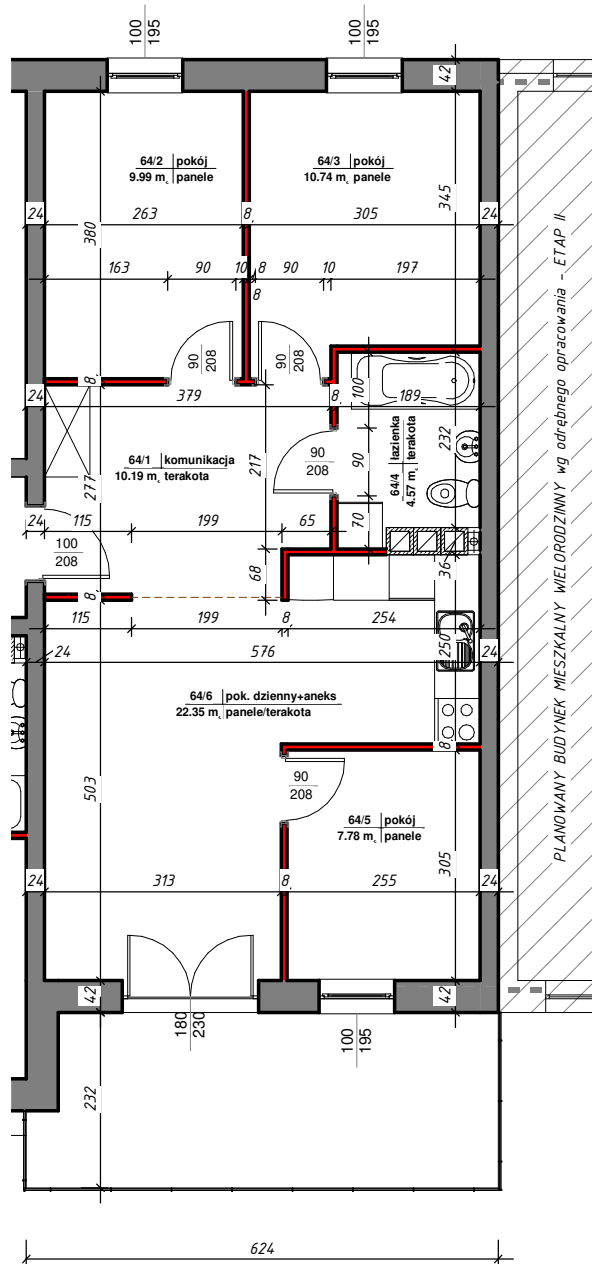 100
195
100
195
42
64/2 pokój
9.99 m² panele
64/3 pokój
10.74 m² panele
345
380
24 263 8 305 24
163 90 10 8 90 10 197
8
90
208
90
208
8
24 379 8 189
100
232
90
208
90
łazienka
terakota
64/4
4.57 m²
64/1 komunikacja
10.19 m² terakota
217
277
70
24 115 199 65
100
208
68
36
8
115 199 8 254
24 576 24
250
64/6 pok. dzienny+aneks
22.35 m² panele/terakota
8
90
208
503
64/5 pokój
7.78 m² panele
305
24 313 8 255 24
42
42
180
230
100
195
232
624
PLANOWANY BUDYNEK MIESZKALNY WIELORODZINNY wg odrębnego opracowania - ETAP II